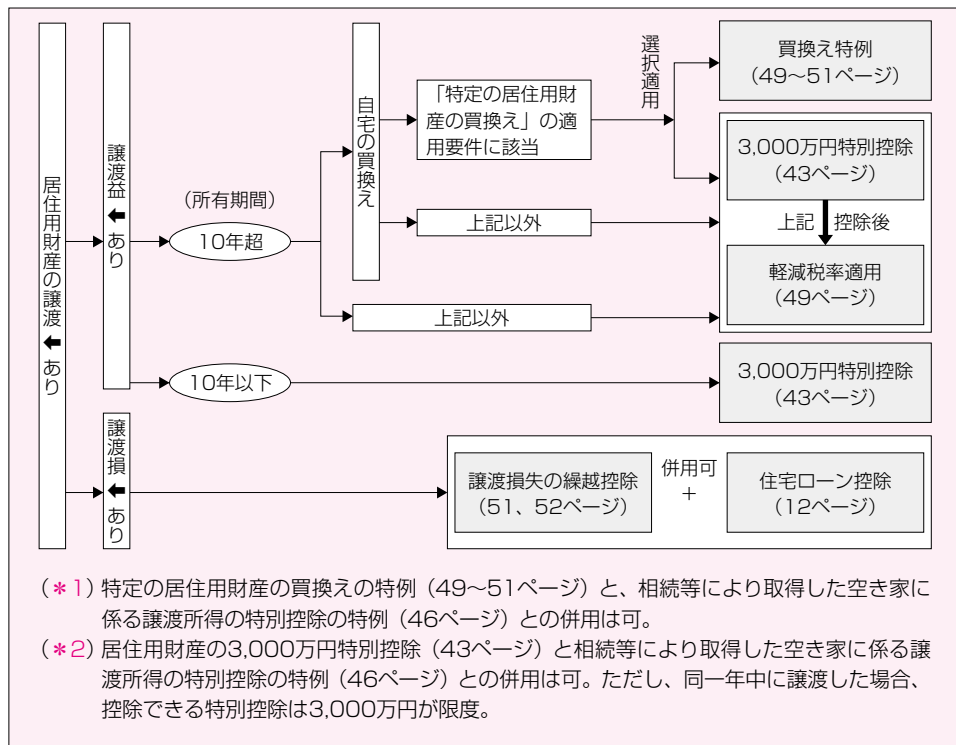 居住用財産の譲渡⬅あり
譲渡益⬅あり
(所有期間)
10年超
自宅の買換え
「特定の居住用財
産の買換え」の適
用要件に該当
選択適用
買換え特例
(49〜51ページ)
3,000万円特別控除
(43ページ)
上記 控除後
軽減税率適用
(49ページ)
上記以外
上記以外
10年以下
3,000万円特別控除
(43ページ)
譲渡損⬅あり
譲渡損失の繰越控除
(51、52ページ)
併用可
+
住宅ローン控除
(12ページ)
(*1)特定の居住用財産の買換えの特例(49〜51ページ)と、相続等により取得した空き家に
係る譲渡所得の特別控除の特例(46ページ)との併用は可。
(*2)居住用財産の3,000万円特別控除(43ページ)と相続等により取得した空き家に係る譲
渡所得の特別控除の特例(46ページ)との併用は可。ただし、同一年中に譲渡した場合、
控除できる特別控除は3,000万円が限度。